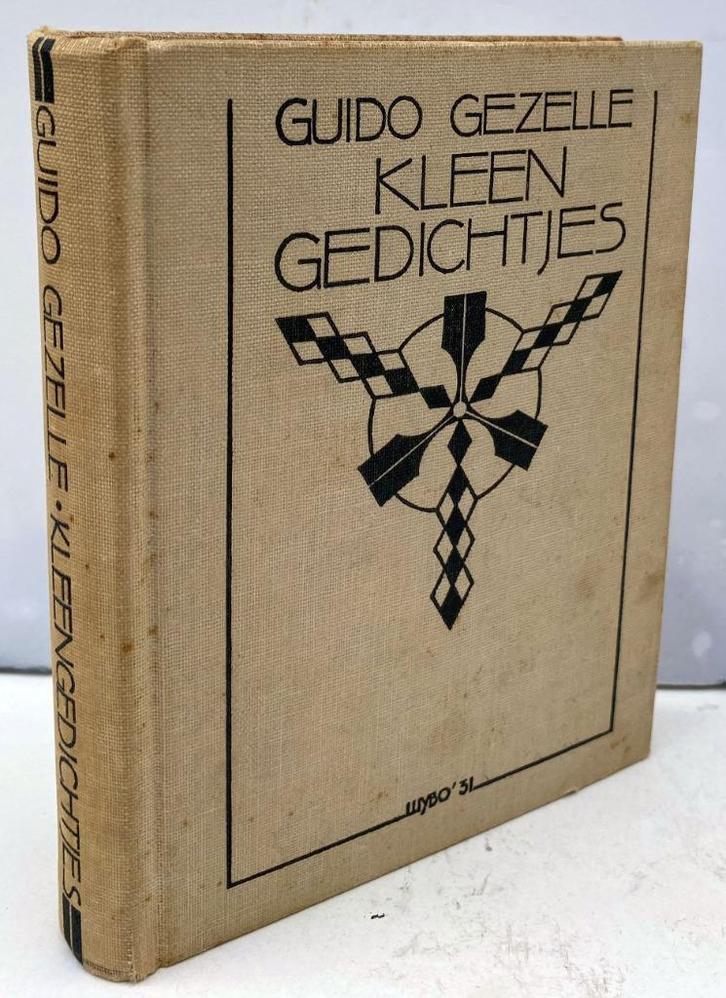 GUIDO GEZELLE
KLEEN
GEDICHTJES
WYBO '31
GUIDO GEZELLE · KLEENGEDICHTJES